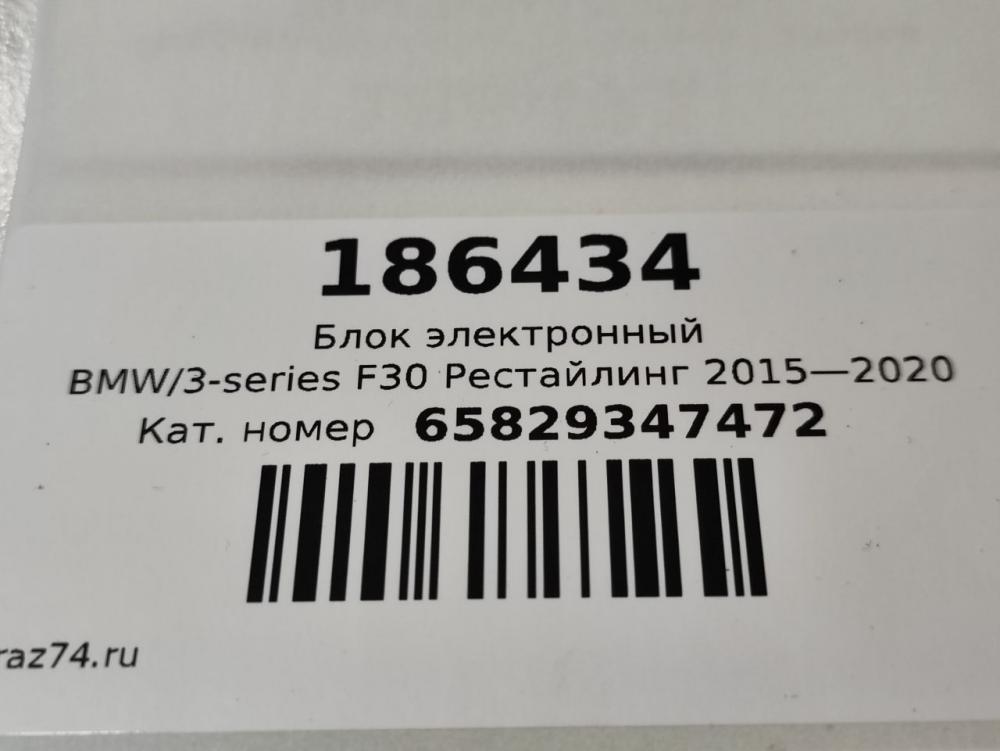 186434
Блок электронный
BMW/3-series F30 Рестайлинг 2015—2020
Кат. номер 65829347472
raz74.ru